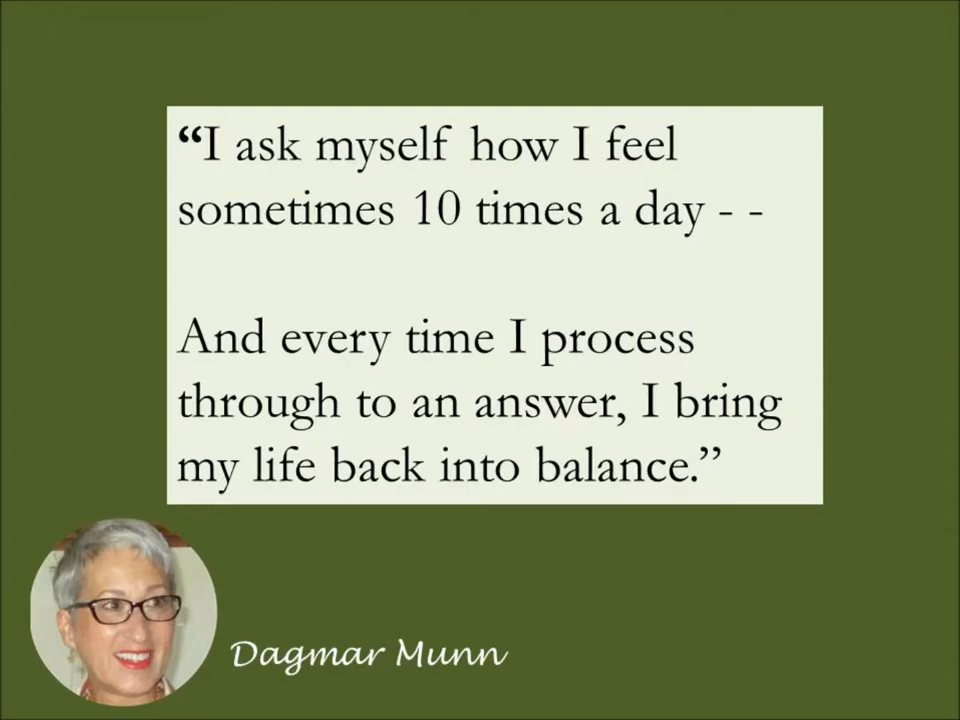 “I ask myself how I feel
sometimes 10 times a day - -
And every time I process
through to an answer, I bring
my life back into balance.”
Dagmar Munn